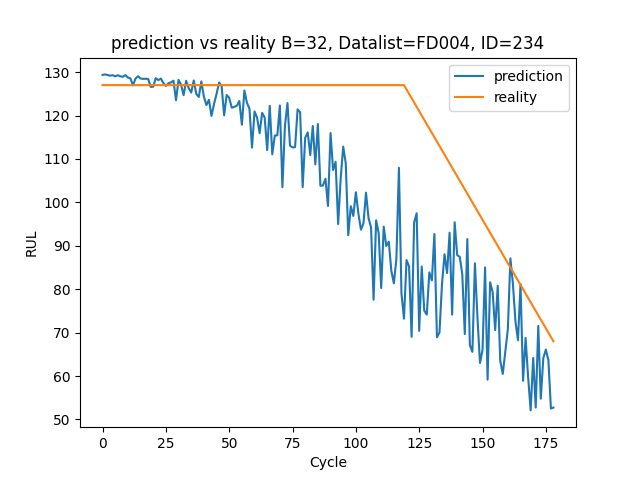 prediction vs reality B=32, Datalist=FD004, ID=234
prediction
reality
RUL
130
120
110
100
90
80
70
60
50
0 25 50 75 100 125 150 175
Cycle